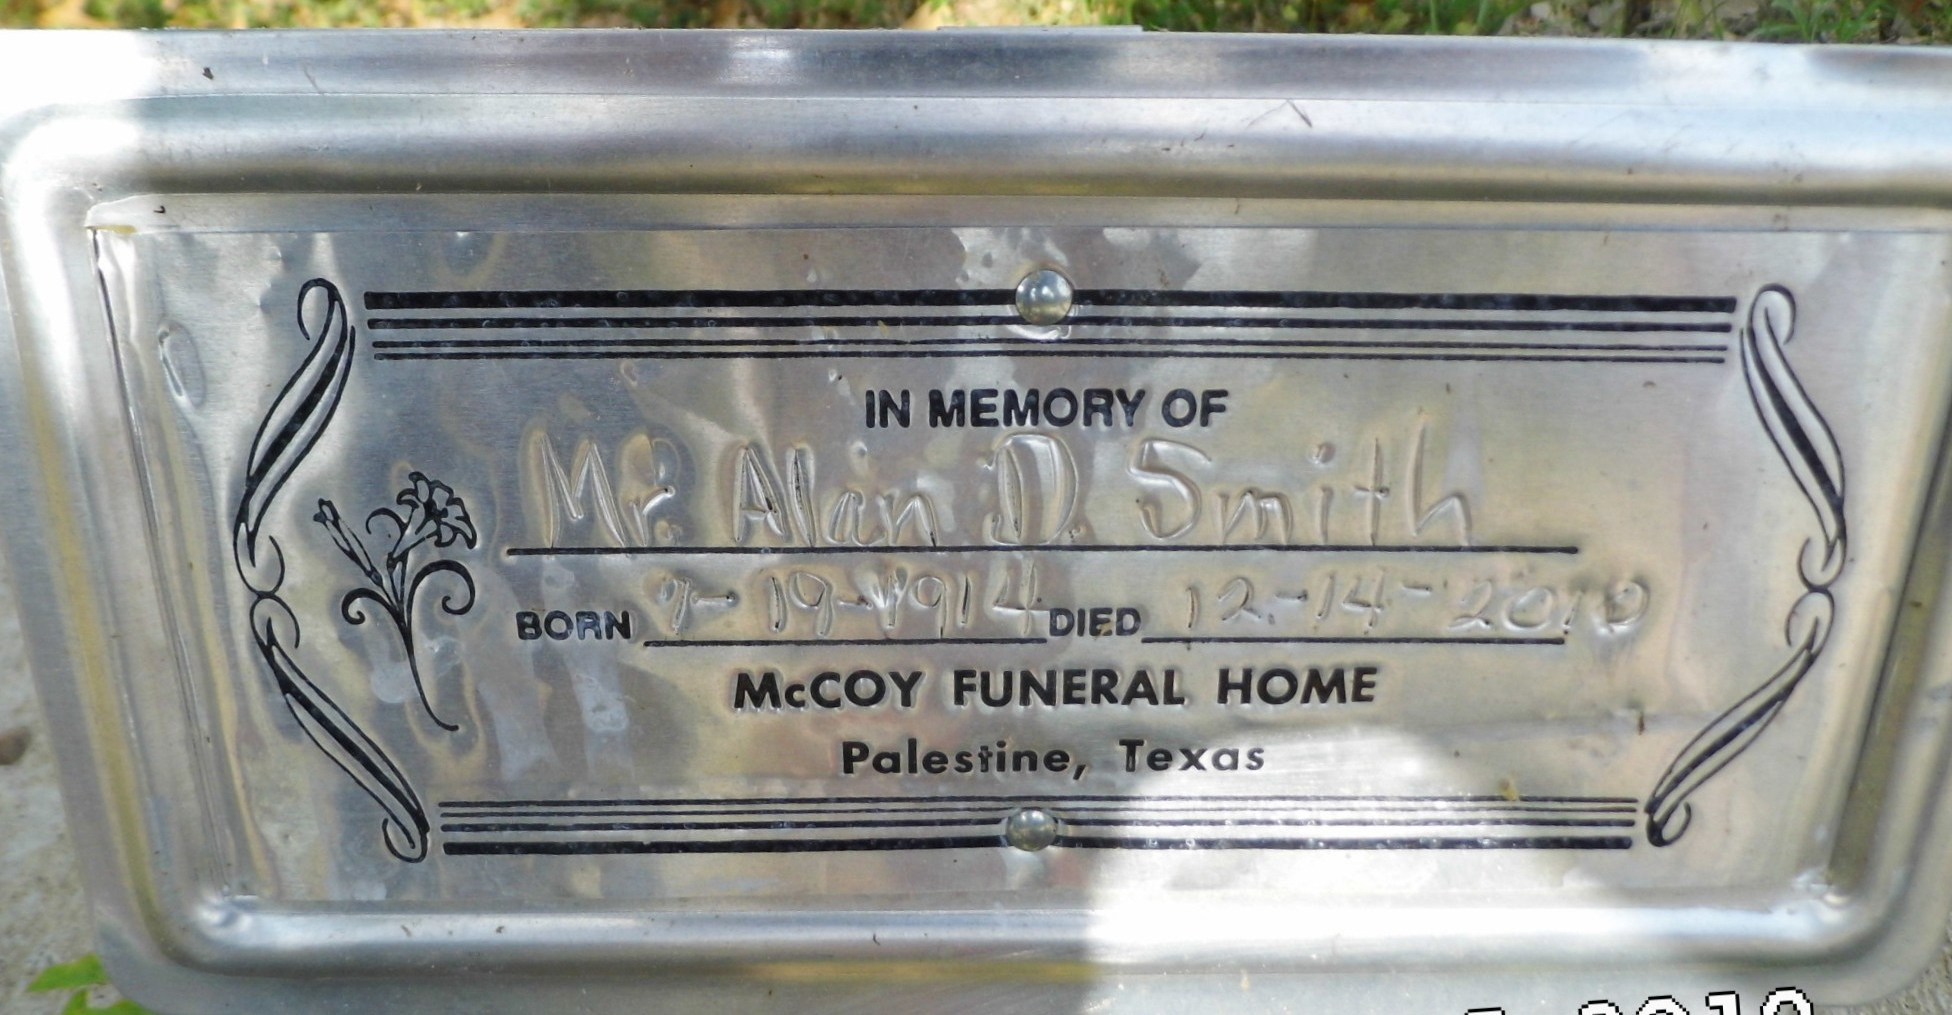 IN MEMORY OF
Mr. Alan D. Smith
BORN 7-19-1914 DIED 12-14-2010
McCOY FUNERAL HOME
Palestine, Texas